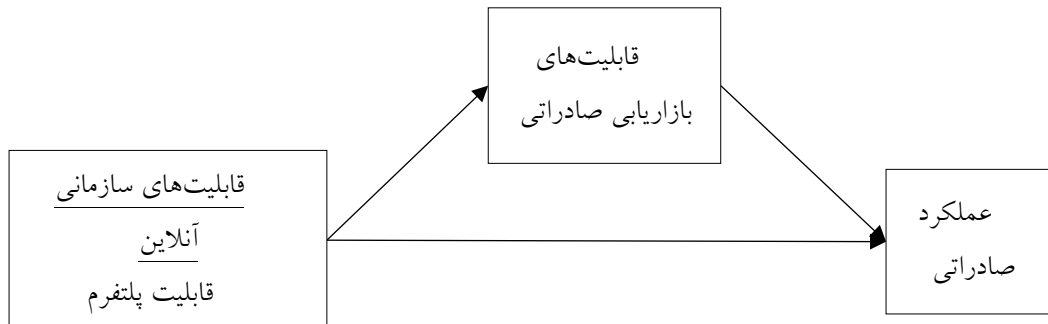 قابلیت‌های
بازاریابی صادراتی
قابلیت‌های سازمانی
آنلاین
قابلیت پلتفرم
عملکرد
صادراتی